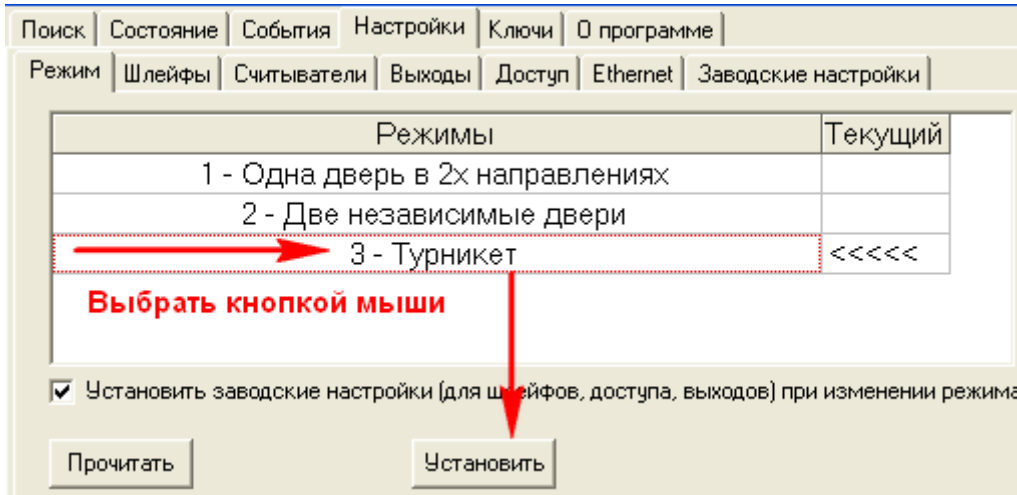 Поиск Состояние События Настройки Ключи О программе
Режим Шлейфы Считыватели Выходы Доступ Ethernet Заводские настройки
Режимы Текущий
1 - Одна дверь в 2х направлениях
2 - Две независимые двери
3 - Турникет <<<<<
Выбрать кнопкой мыши
Установить заводские настройки (для шлейфов, доступа, выходов) при изменении режима
Прочитать Установить